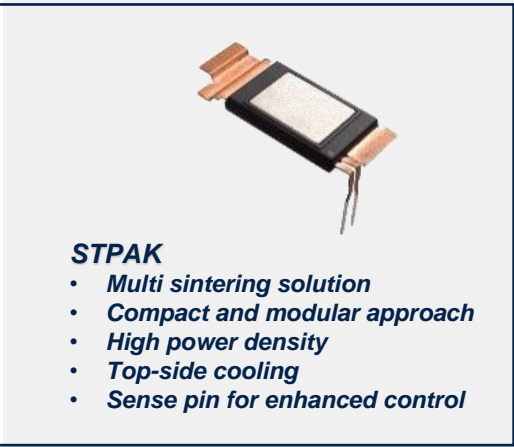 STPAK
• Multi sintering solution
• Compact and modular approach
• High power density
• Top-side cooling
• Sense pin for enhanced control